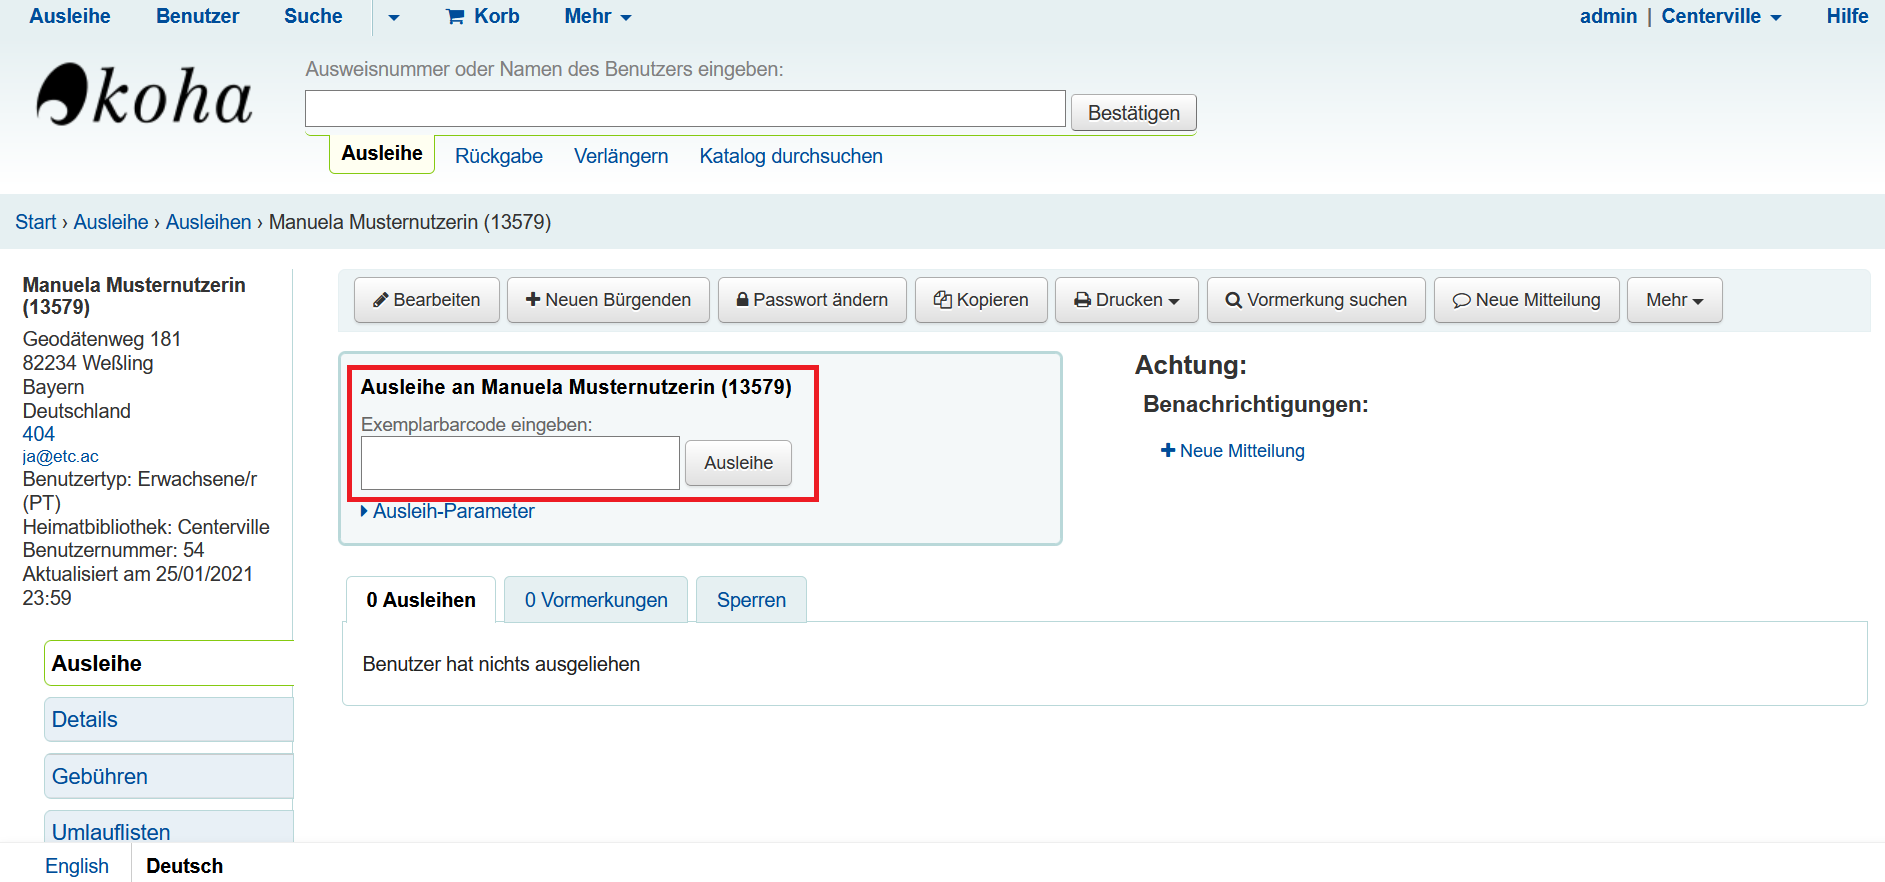 Ausleihe Benutzer Suche Korb Mehr admin | Centerville Hilfe
koha
Ausweisnummer oder Namen des Benutzers eingeben:
Bestätigen
Ausleihe Rückgabe Verlängern Katalog durchsuchen
Start › Ausleihe › Ausleihen › Manuela Musternutzerin (13579)
Manuela Musternutzerin
(13579)
Geodätenweg 181
82234 Weßling
Bayern
Deutschland
404
ja@etc.ac
Benutzertyp: Erwachsene/r
(PT)
Heimatbibliothek: Centerville
Benutzernummer: 54
Aktualisiert am 25/01/2021
23:59
Ausleihe
Details
Gebühren
Umlauflisten
Bearbeiten Neuen Bürgenden Passwort ändern Kopieren Drucken Vormerkung suchen Neue Mitteilung Mehr
Ausleihe an Manuela Musternutzerin (13579)
Exemplarbarcode eingeben:
Ausleihe
Ausleih-Parameter
Achtung:
Benachrichtigungen:
Neue Mitteilung
0 Ausleihen 0 Vormerkungen Sperren
Benutzer hat nichts ausgeliehen
English Deutsch